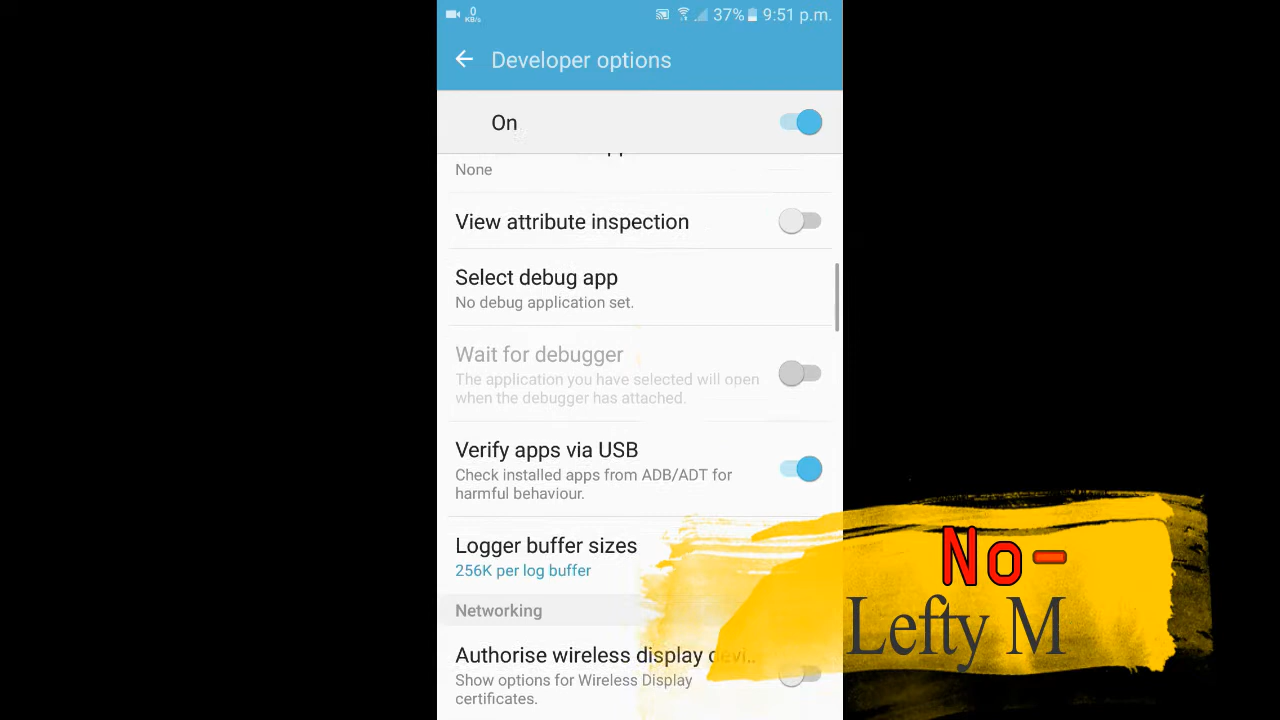 0
KB/s
37% 9:51 p.m.
Developer options
On
None
View attribute inspection
Select debug app
No debug application set.
Wait for debugger
The application you have selected will open
when the debugger has attached.
Verify apps via USB
Check installed apps from ADB/ADT for
harmful behaviour.
Logger buffer sizes
256K per log buffer
Networking
Authorise wireless display devi..
Show options for Wireless Display
certificates.
No-
Lefty M